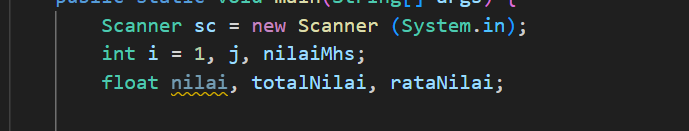 public static void main(String[] args) {
Scanner sc = new Scanner (System.in);
int i = 1, j, nilaiMhs;
float nilai, totalNilai, rataNilai;